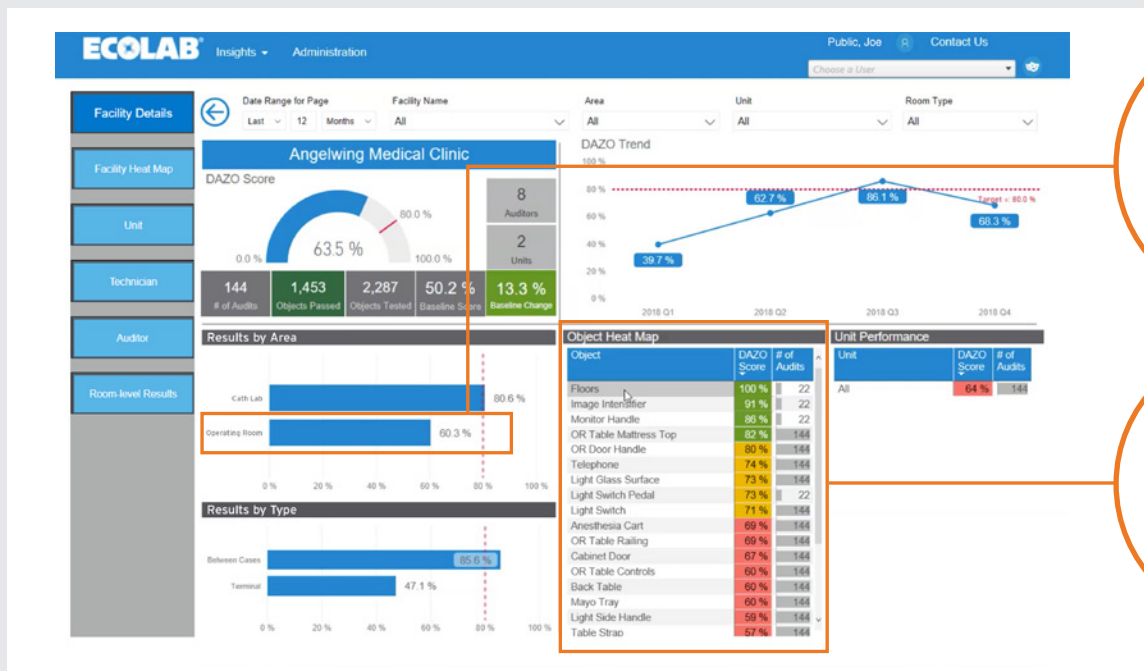 ECOLAB® Insights Administration Public, Joe Contact Us
Choose a User
Facility Details
Facility Heat Map
Unit
Technician
Auditor
Room-level Results
Date Range for Page Facility Name Area Unit Room Type
Last 12 Months All All All All
Angelwing Medical Clinic
DAZO Score
80.0 %
63.5 %
0.0 % 100.0 %
8
Auditors
2
Units
144
# of Audits
1,453
Objects Passed
2,287
Objects Tested
50.2 %
Baseline Score
13.3 %
Baseline Change
DAZO Trend
100 %
80 %
60 %
40 %
20 %
0 %
39.7 %
62.7 %
86.1 %
68.3 %
Target <: 80.0 %
2018 Q1 2018 Q2 2018 Q3 2018 Q4
Results by Area
Cath Lab 80.6 %
Operating Room 60.3 %
0 % 20 % 40 % 60 % 80 % 100 %
Results by Type
Between Cases 85.6 %
Terminal 47.1 %
0 % 20 % 40 % 60 % 80 % 100 %
Object Heat Map
Object DAZO Score # of Audits
Floors 100 % 22
Image Intensifier 91 % 22
Monitor Handle 86 % 22
OR Table Mattress Top 82 % 144
OR Door Handle 80 % 144
Telephone 74 % 144
Light Glass Surface 73 % 144
Light Switch Pedal 73 % 22
Light Switch 71 % 144
Anesthesia Cart 69 % 144
OR Table Railing 69 % 144
Cabinet Door 67 % 144
OR Table Controls 60 % 144
Back Table 60 % 144
Mayo Tray 60 % 144
Light Side Handle 59 % 144
Table Strap 57 % 144
Unit Performance
Unit DAZO Score # of Audits
All 64 % 144